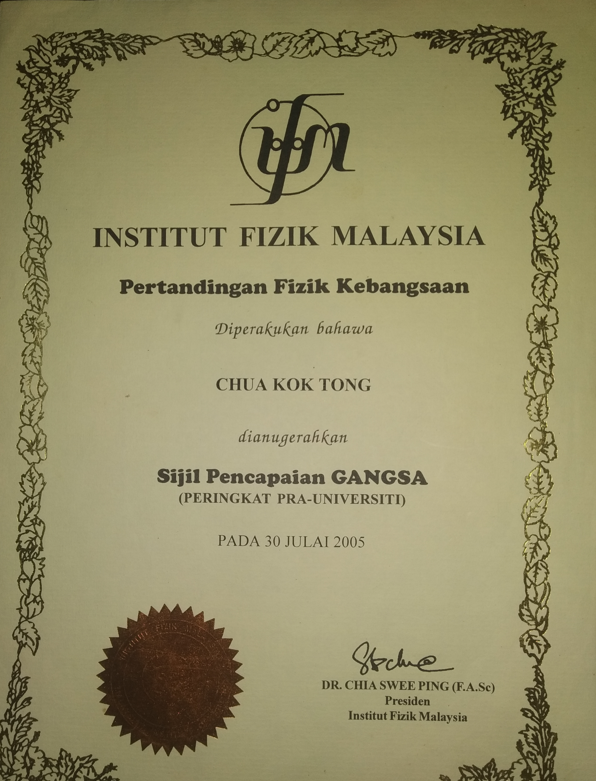 ifm
INSTITUT FIZIK MALAYSIA
Pertandingan Fizik Kebangsaan
Diperakukan bahawa
CHUA KOK TONG
dianugerahkan
Sijil Pencapaian GANGSA
(PERINGKAT PRA-UNIVERSITI)
PADA 30 JULAI 2005
DR. CHIA SWEE PING (F.A.Sc)
Presiden
Institut Fizik Malaysia